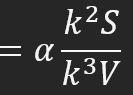 = α k²S / k³V